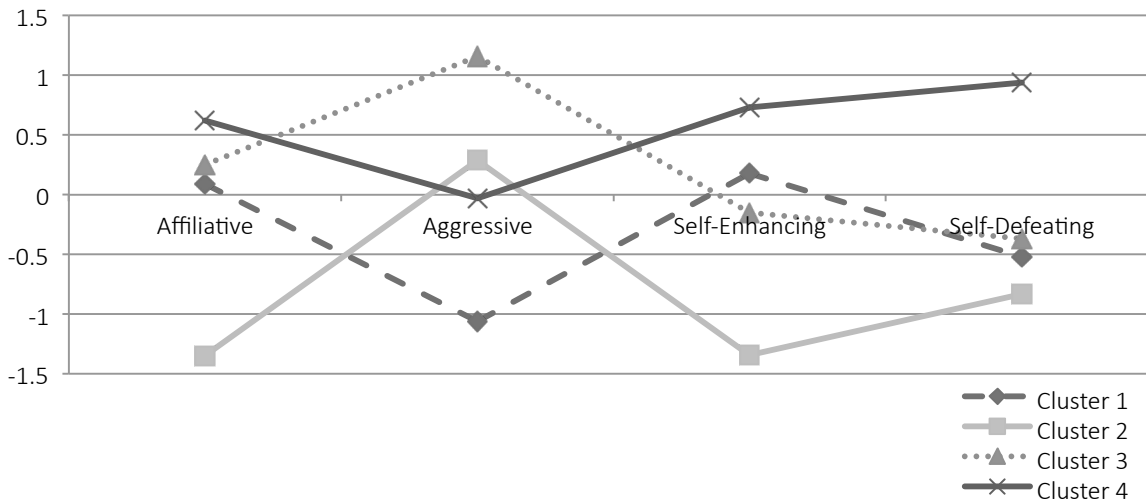 1.5
1
0.5
0
Affiliative Aggressive Self-Enhancing Self-Defeating
-0.5
-1
-1.5
Cluster 1
Cluster 2
Cluster 3
Cluster 4